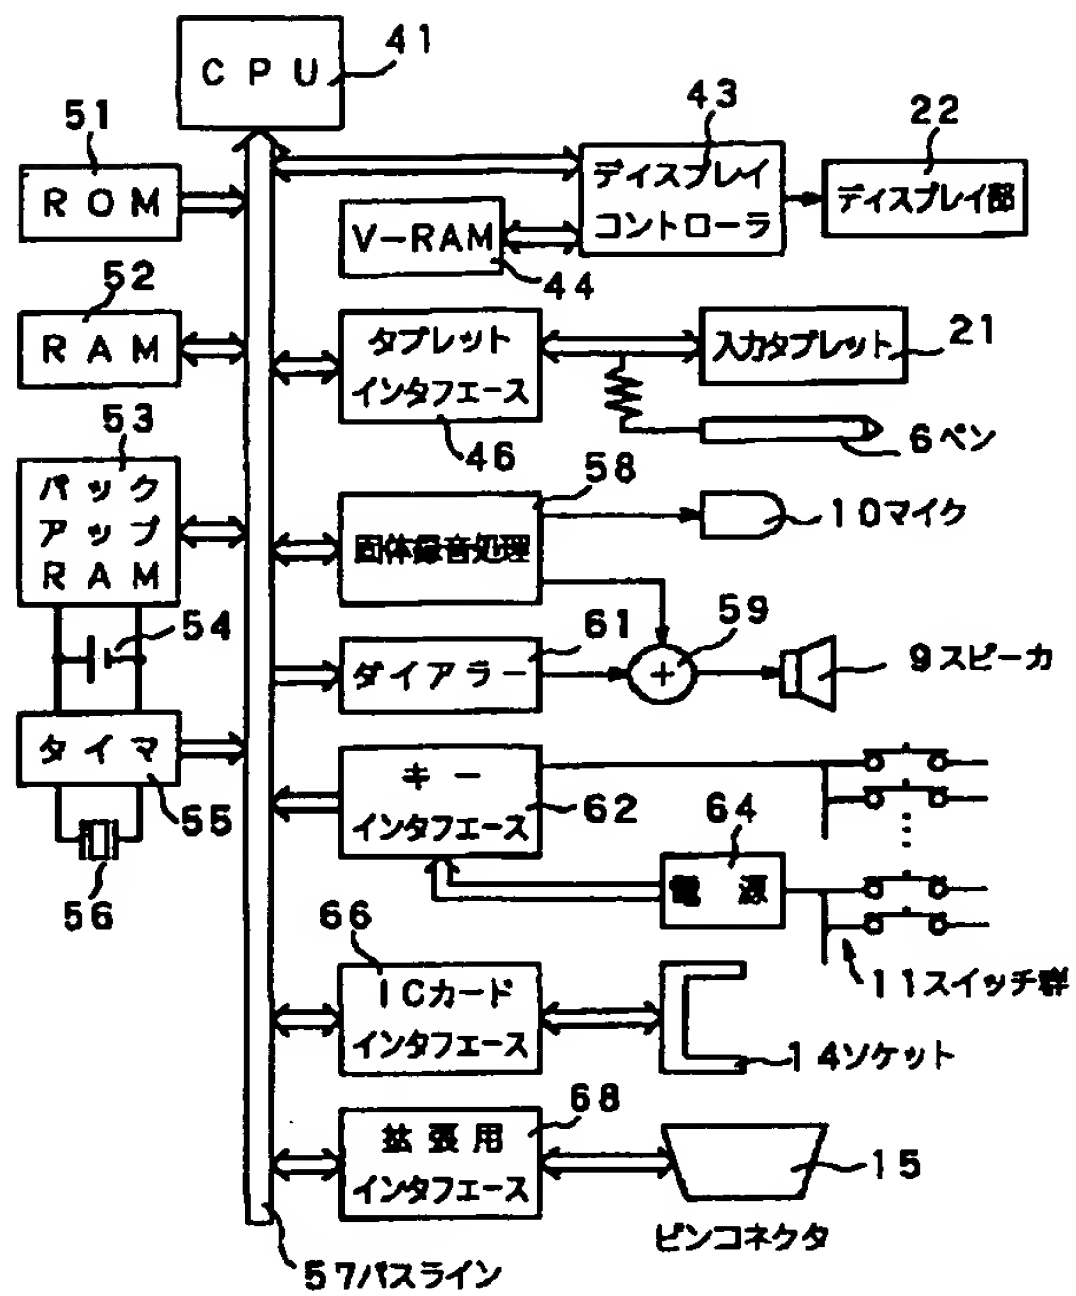 41
CPU
51
ROM
43
ディスプレイ
コントローラ
22
ディスプレイ部
V-RAM
44
52
RAM
タブレット
インタフェース
46
入力タブレット
21
6ペン
53
バック
アップ
RAM
58
固体録音処理
10マイク
54
61
ダイアラー
59
+
9スピーカ
タイマ
55
56
キー
インタフェース
62
64
電源
11スイッチ群
66
ICカード
インタフェース
14ソケット
68
拡張用
インタフェース
15
ピンコネクタ
57バスライン